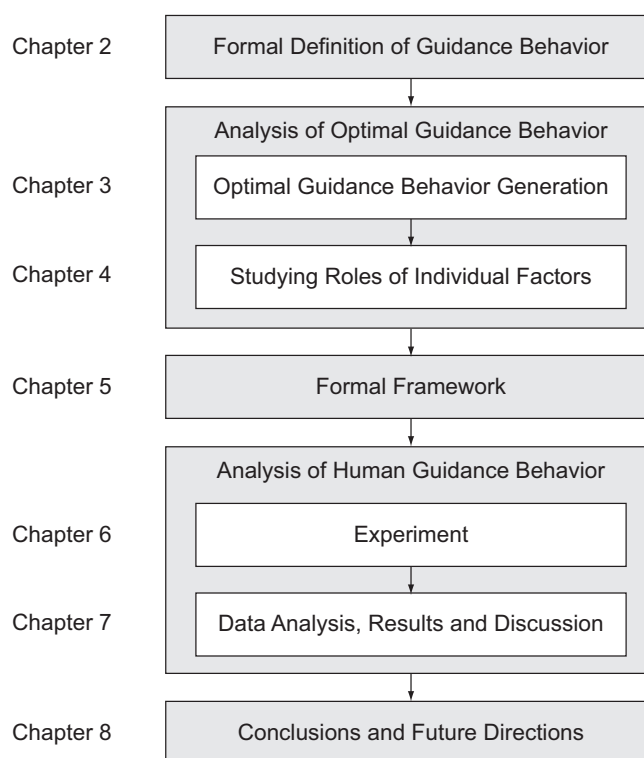 Chapter 2 Formal Definition of Guidance Behavior
Analysis of Optimal Guidance Behavior
Chapter 3 Optimal Guidance Behavior Generation
Chapter 4 Studying Roles of Individual Factors
Chapter 5 Formal Framework
Analysis of Human Guidance Behavior
Chapter 6 Experiment
Chapter 7 Data Analysis, Results and Discussion
Chapter 8 Conclusions and Future Directions